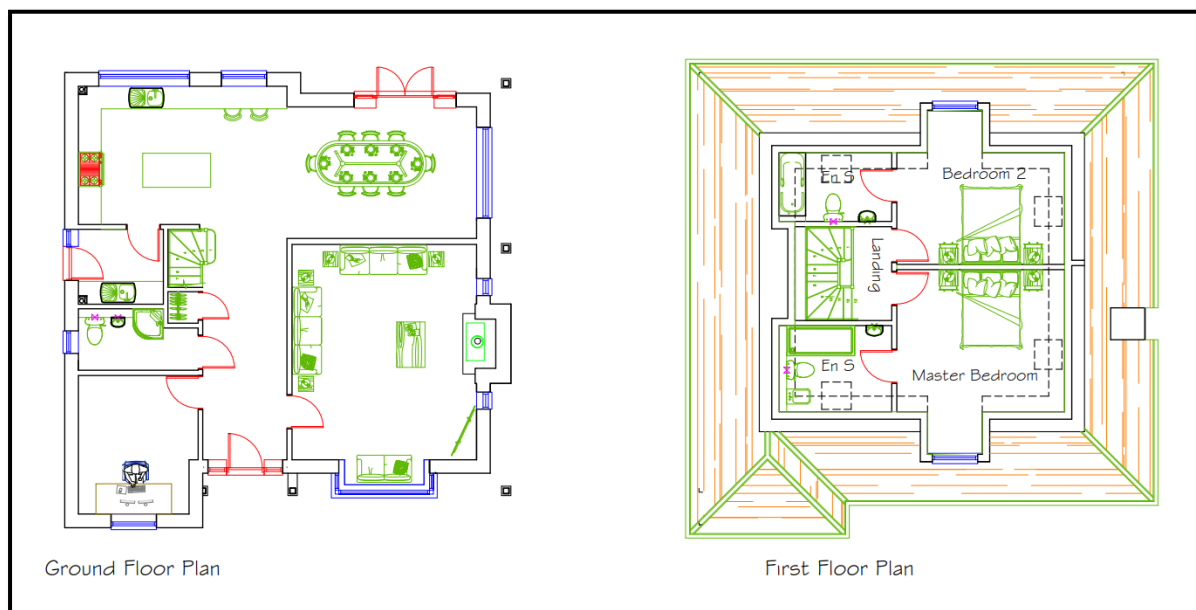 En S
Bedroom 2
Landing
En S
Master Bedroom
Ground Floor Plan
First Floor Plan